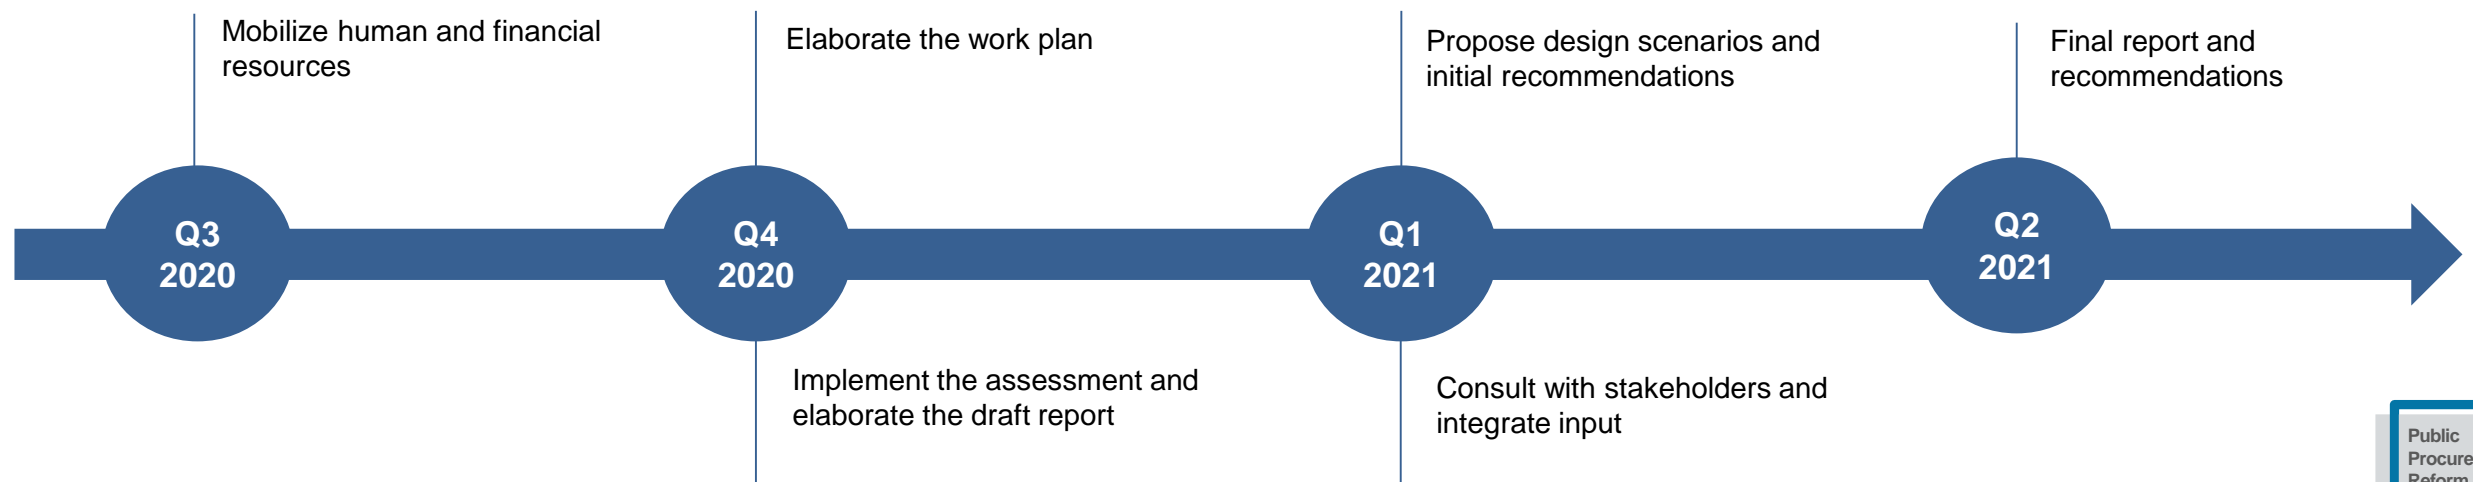 Mobilize human and financial
resources
Elaborate the work plan
Propose design scenarios and
initial recommendations
Final report and
recommendations
Q3
2020
Q4
2020
Q1
2021
Q2
2021
Implement the assessment and
elaborate the draft report
Consult with stakeholders and
integrate input
Public
Procure
Reform